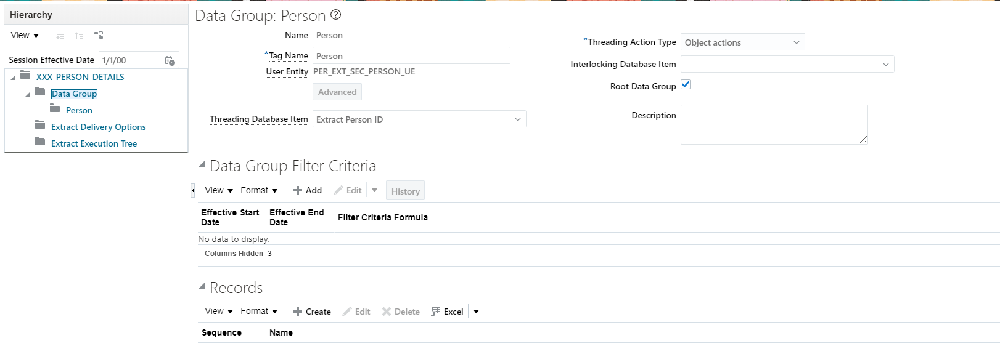 Hierarchy
View
Session Effective Date 1/1/00
XXX_PERSON_DETAILS
Data Group
Person
Extract Delivery Options
Extract Execution Tree
Data Group: Person
Name Person
*Tag Name Person
User Entity PER_EXT_SEC_PERSON_UE
Advanced
Threading Database Item Extract Person ID
*Threading Action Type Object actions
Interlocking Database Item
Root Data Group
Description
Data Group Filter Criteria
View Format Add Edit History
Effective Start Date Effective End Date Filter Criteria Formula
No data to display.
Columns Hidden 3
Records
View Format Create Edit Delete Excel
Sequence Name